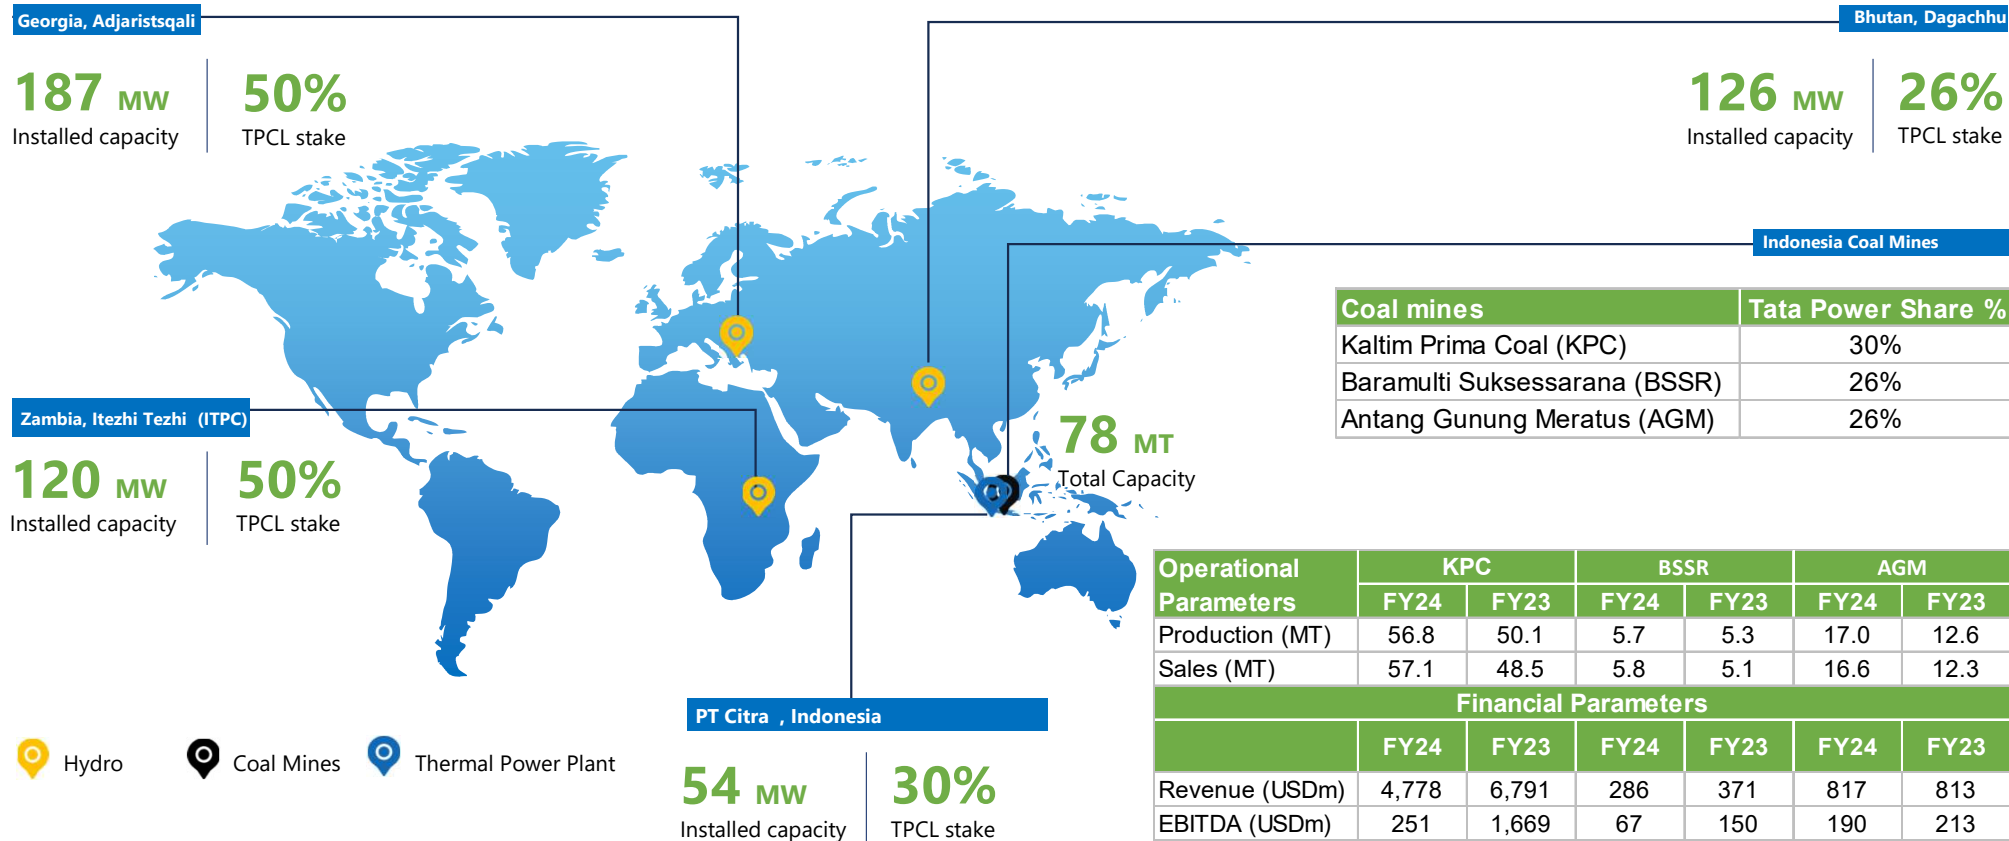 Georgia, Adjaristsqali
187 MW
Installed capacity
50%
TPCL stake
Bhutan, Dagachhu
126 MW
Installed capacity
26%
TPCL stake
Indonesia Coal Mines
Coal mines Tata Power Share %
Kaltim Prima Coal (KPC) 30%
Baramulti Suksessarana (BSSR) 26%
Antang Gunung Meratus (AGM) 26%
Zambia, Itezhi Tezhi (ITPC)
120 MW
Installed capacity
50%
TPCL stake
78 MT
Total Capacity
Operational Parameters KPC BSSR AGM
FY24 FY23 FY24 FY23 FY24 FY23
Production (MT) 56.8 50.1 5.7 5.3 17.0 12.6
Sales (MT) 57.1 48.5 5.8 5.1 16.6 12.3
Financial Parameters
FY24 FY23 FY24 FY23 FY24 FY23
Revenue (USDm) 4,778 6,791 286 371 817 813
EBITDA (USDm) 251 1,669 67 150 190 213
PT Citra , Indonesia
54 MW
Installed capacity
30%
TPCL stake
Hydro
Coal Mines
Thermal Power Plant